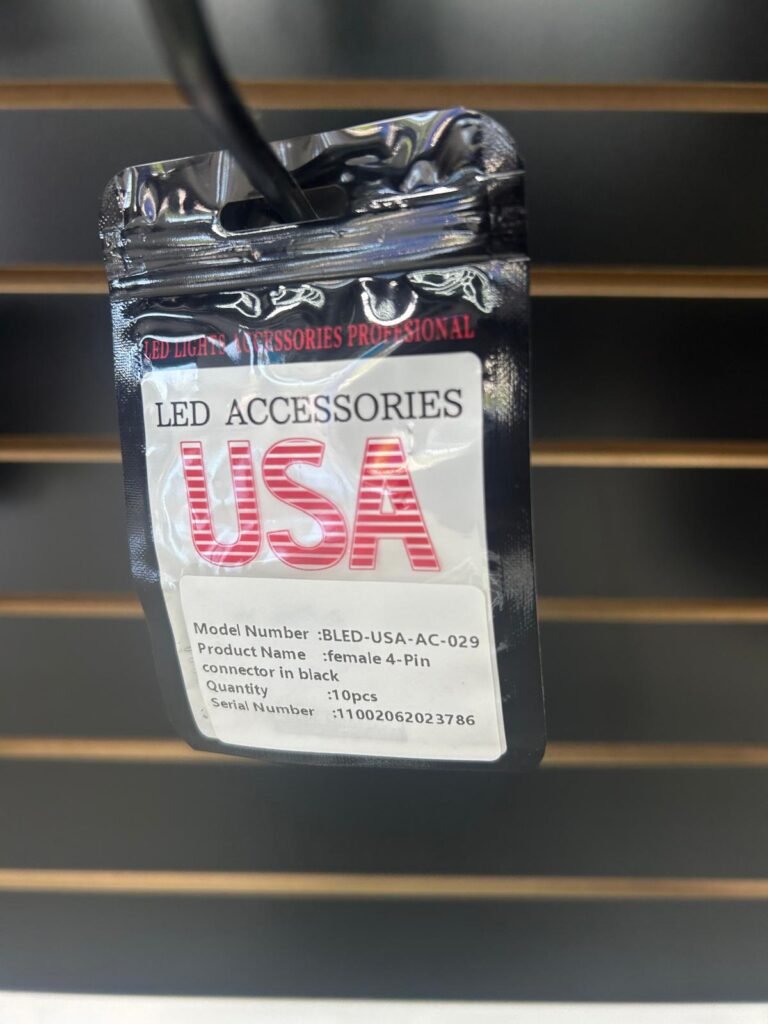 LED LIGHTS ACCESSORIES PROFESIONAL
LED ACCESSORIES
USA
Model Number :BLED-USA-AC-029
Product Name :female 4-Pin
connector in black
Quantity :10pcs
Serial Number :11002062023786